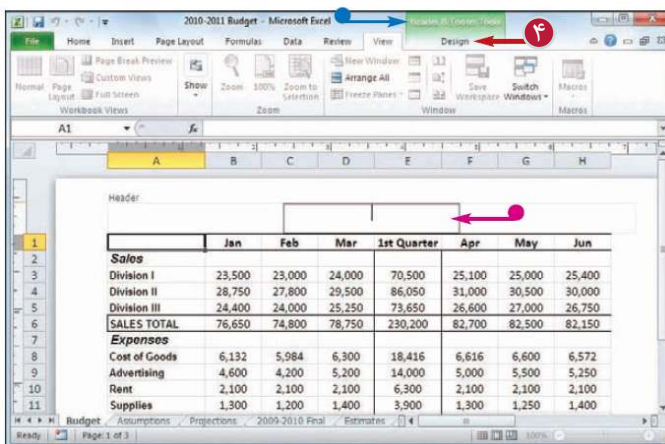 2010-2011 Budget - Microsoft Excel
Header & Footer Tools
File Home Insert Page Layout Formulas Data Review View Design ۴
Normal Page Layout Page Break Preview Custom Views Full Screen Show Zoom 100% Zoom to Selection New Window Arrange All Freeze Panes Save Workspace Switch Windows Macros
Workbook Views Zoom Window Macros
A1 fx
A B C D E F G H
Header
1 Jan Feb Mar 1st Quarter Apr May Jun
2 Sales
3 Division I 23,500 23,000 24,000 70,500 25,100 25,000 25,400
4 Division II 28,750 27,800 29,500 86,050 31,000 30,500 30,000
5 Division III 24,400 24,000 25,250 73,650 26,600 27,000 26,750
6 SALES TOTAL 76,650 74,800 78,750 230,200 82,700 82,500 82,150
7 Expenses
8 Cost of Goods 6,132 5,984 6,300 18,416 6,616 6,600 6,572
9 Advertising 4,600 4,200 5,200 14,000 5,000 5,500 5,250
10 Rent 2,100 2,100 2,100 6,300 2,100 2,100 2,100
11 Supplies 1,300 1,200 1,400 3,900 1,300 1,250 1,400
Budget Assumptions Projections 2009-2010 Final Estimates
Ready Page: 1 of 3 100%